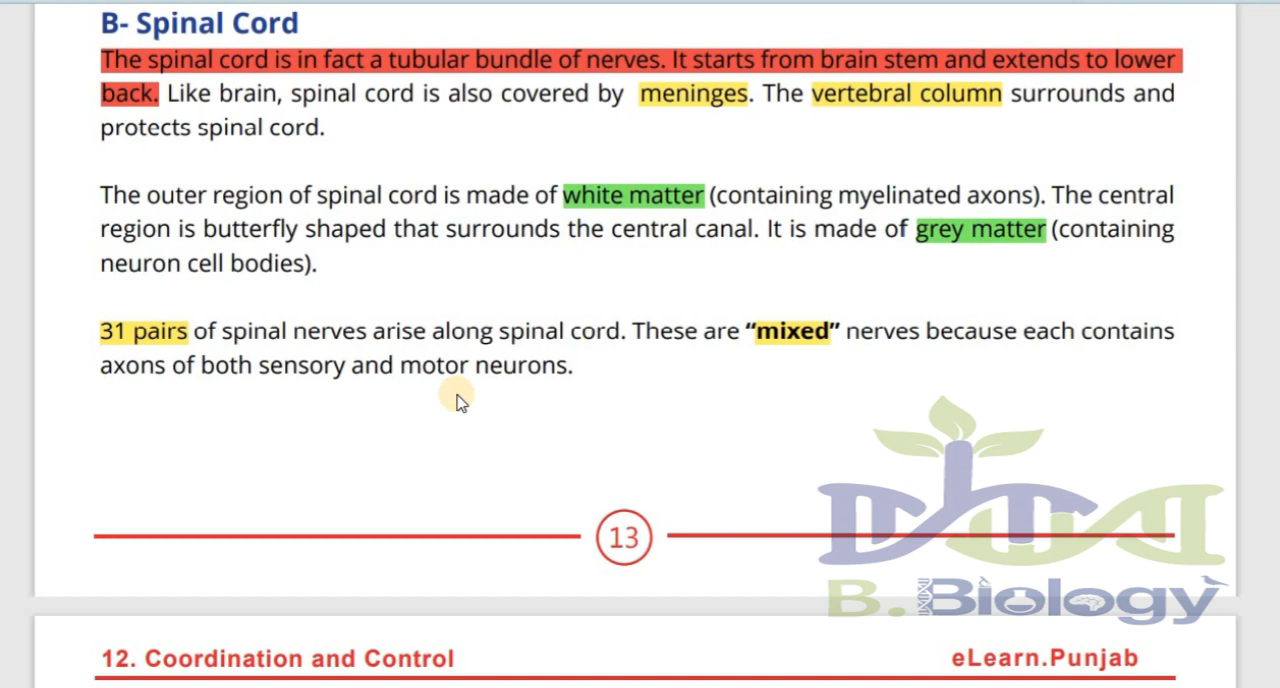 B- Spinal Cord
The spinal cord is in fact a tubular bundle of nerves. It starts from brain stem and extends to lower
back. Like brain, spinal cord is also covered by meninges. The vertebral column surrounds and
protects spinal cord.
The outer region of spinal cord is made of white matter (containing myelinated axons). The central
region is butterfly shaped that surrounds the central canal. It is made of grey matter (containing
neuron cell bodies).
31 pairs of spinal nerves arise along spinal cord. These are “mixed” nerves because each contains
axons of both sensory and motor neurons.
13
B. Biology
12. Coordination and Control
eLearn.Punjab